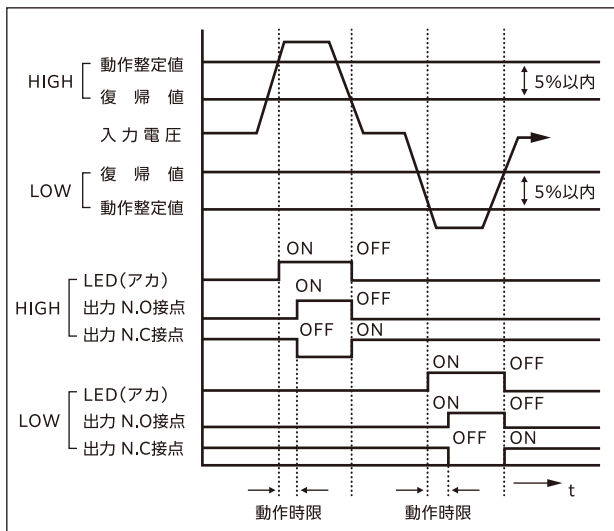 HIGH
動作整定値
復 帰 値
5%以内
入 力 電 圧
LOW
復 帰 値
動作整定値
5%以内
ON OFF
HIGH
LED(アカ)
ON
出力 N.O接点
OFF
出力 N.C接点
OFF ON
LOW
LED(アカ)
ON OFF
出力 N.O接点
ON OFF
出力 N.C接点
OFF ON
t
動作時限 動作時限